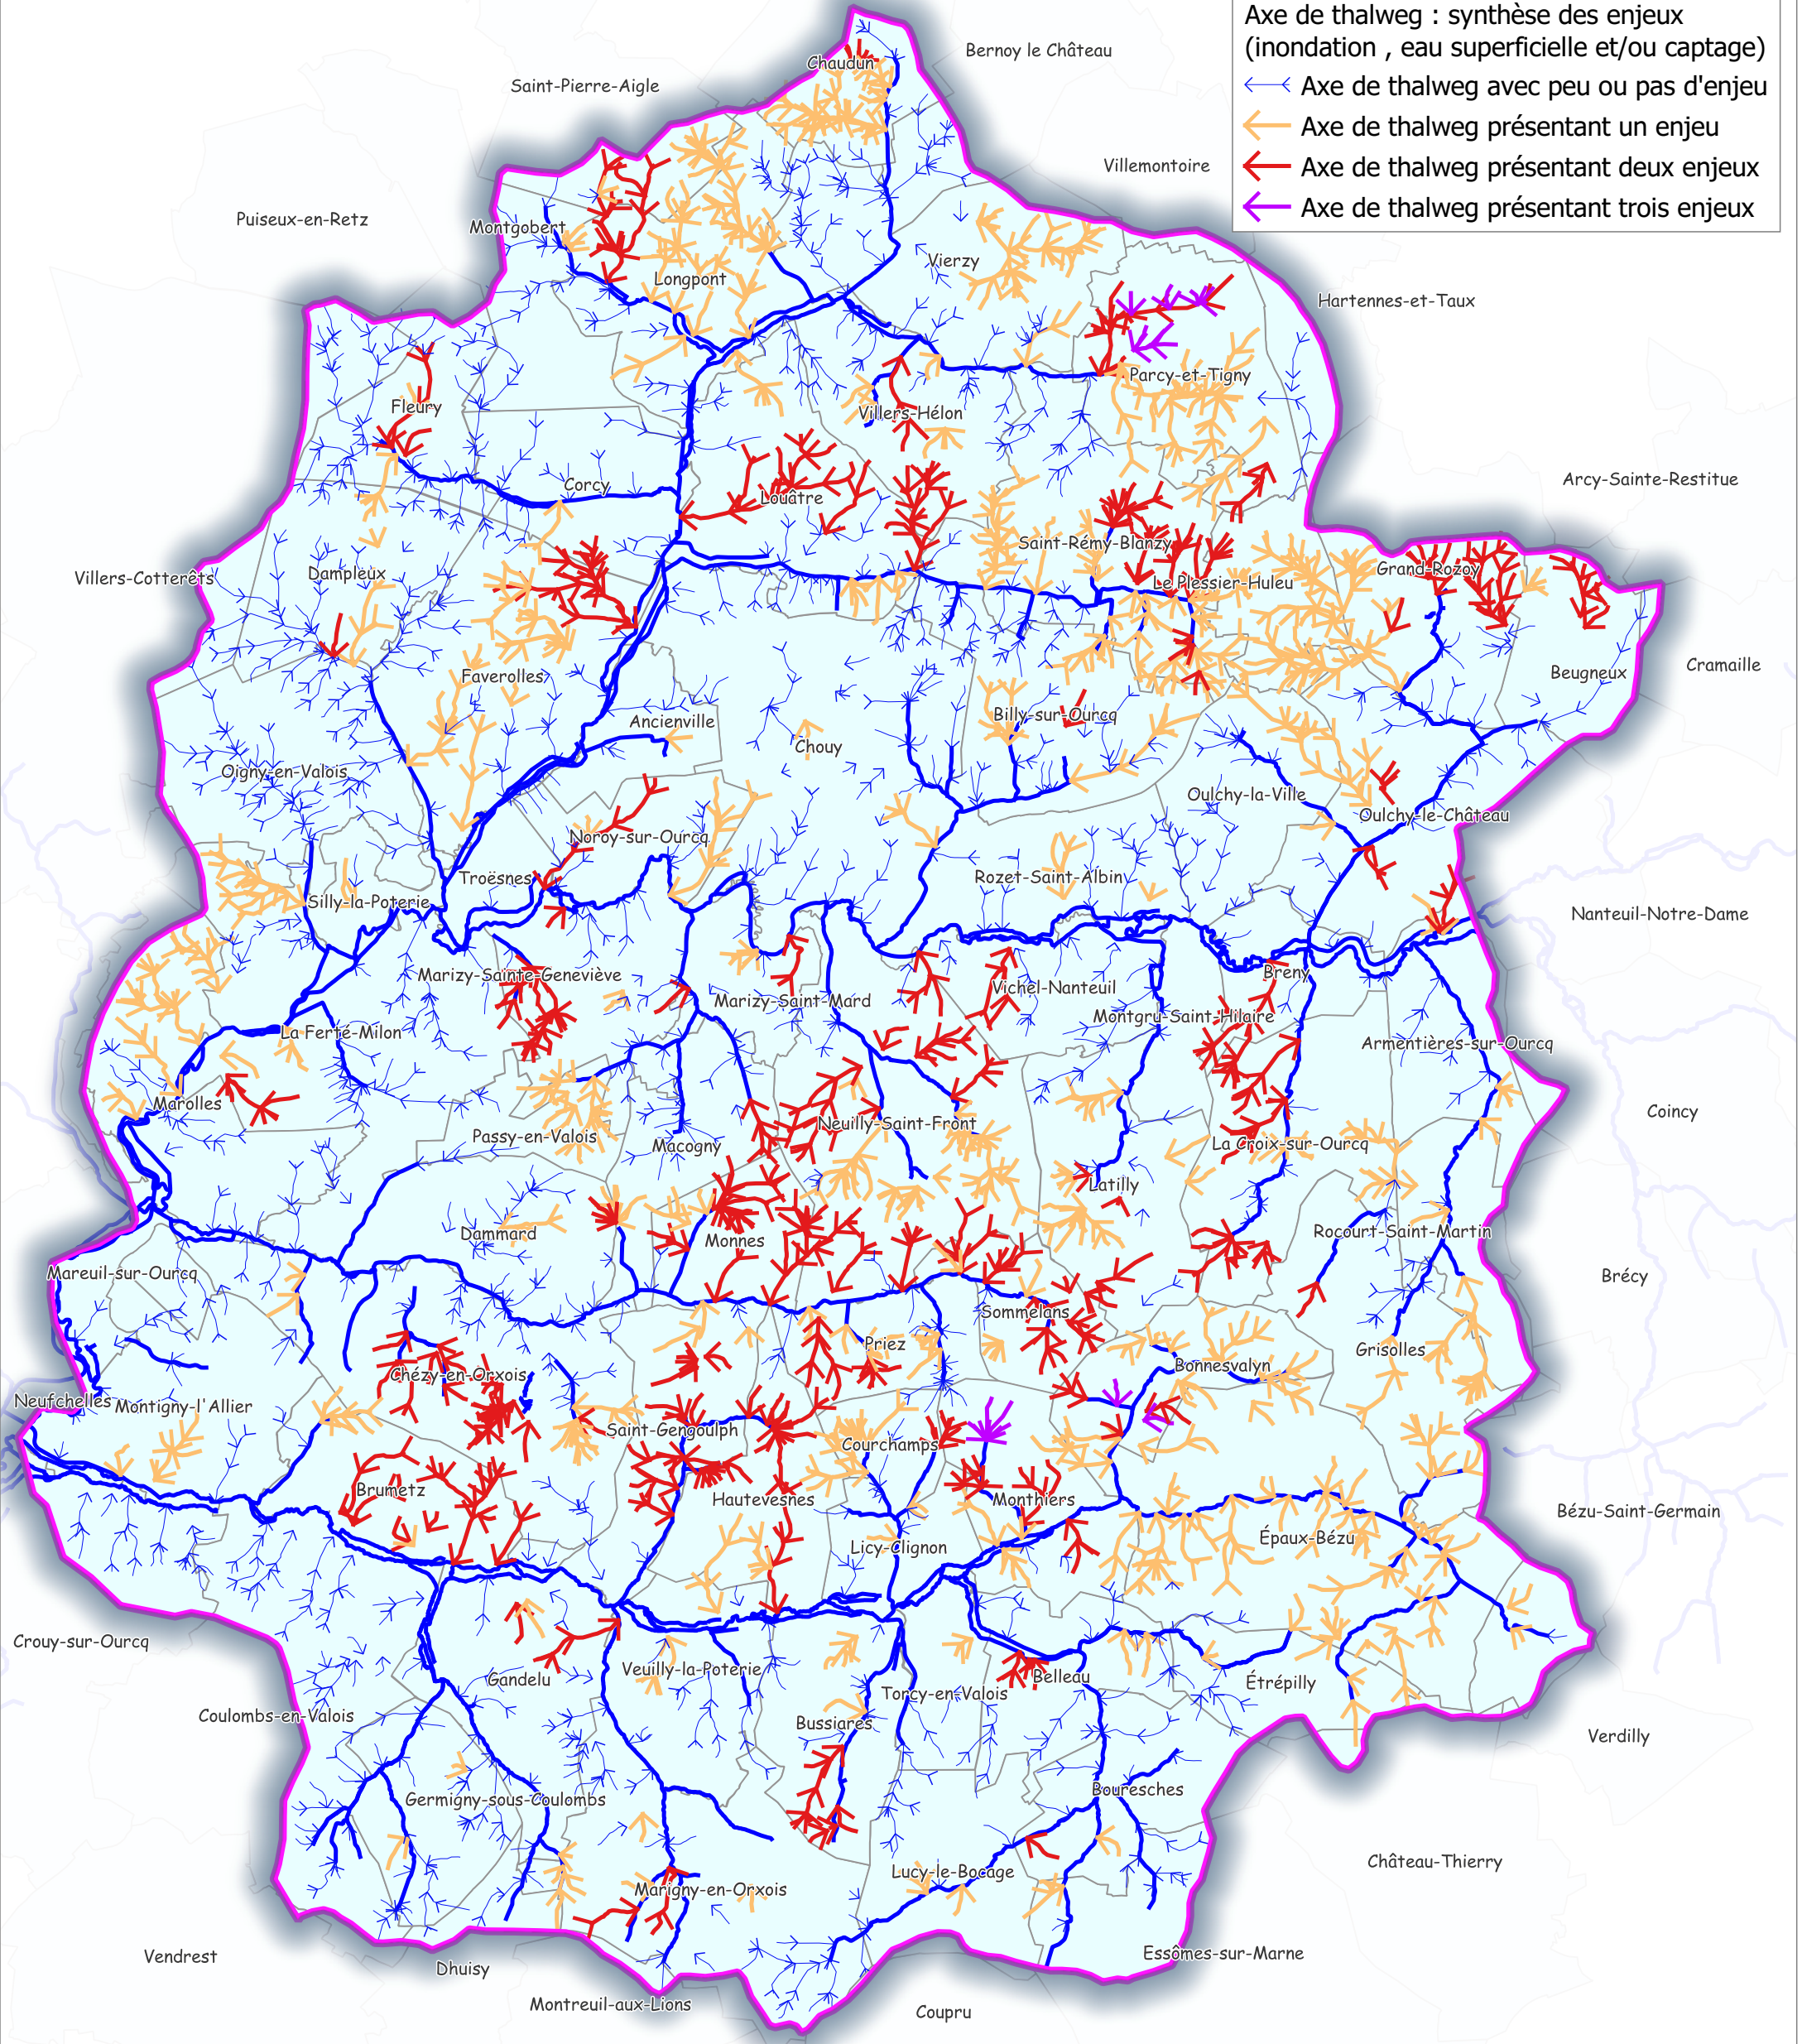 Axe de thalweg : synthèse des enjeux
(inondation , eau superficielle et/ou captage)
Axe de thalweg avec peu ou pas d'enjeu
Axe de thalweg présentant un enjeu
Axe de thalweg présentant deux enjeux
Axe de thalweg présentant trois enjeux
Bernoy le Château
Chaudun
Saint-Pierre-Aigle
Villemontoire
Puiseux-en-Retz
Montgobert
Vierzy
Longpont
Hartennes-et-Taux
Parcy-et-Tigny
Fleury
Villers-Hélon
Arcy-Sainte-Restitue
Corcy
Louâtre
Saint-Rémy-Blanzy
Grand-Rozoy
Villers-Cotterêts
Dampleux
Le Plessier-Huleu
Cramaille
Beugneux
Faverolles
Billy-sur-Ourcq
Ancienville
Chouy
Oigny-en-Valois
Oulchy-la-Ville
Oulchy-le-Château
Noroy-sur-Ourcq
Troësnes
Rozet-Saint-Albin
Silly-la-Poterie
Nanteuil-Notre-Dame
Marizy-Sainte-Geneviève
Breny
Vichel-Nanteuil
Marizy-Saint-Mard
Montgru-Saint-Hilaire
La Ferté-Milon
Armentières-sur-Ourcq
Marolles
Coincy
Neuilly-Saint-Front
Passy-en-Valois
Macogny
La Croix-sur-Ourcq
Latilly
Dammard
Monnes
Rocourt-Saint-Martin
Mareuil-sur-Ourcq
Brécy
Sommelans
Priez
Grisolles
Chézy-en-Orxois
Bonnesvalyn
Neufchelles
Montigny-l'Allier
Saint-Gengoulph
Courchamps
Brumetz
Hautevesnes
Monthiers
Bézu-Saint-Germain
Licy-Clignon
Épaux-Bézu
Crouy-sur-Ourcq
Gandelu
Veuilly-la-Poterie
Belleau
Étrépilly
Torcy-en-Valois
Coulombs-en-Valois
Bussiares
Verdilly
Bouresches
Germigny-sous-Coulombs
Château-Thierry
Lucy-le-Bocage
Marigny-en-Orxois
Vendrest
Essômes-sur-Marne
Dhuisy
Montreuil-aux-Lions
Coupru